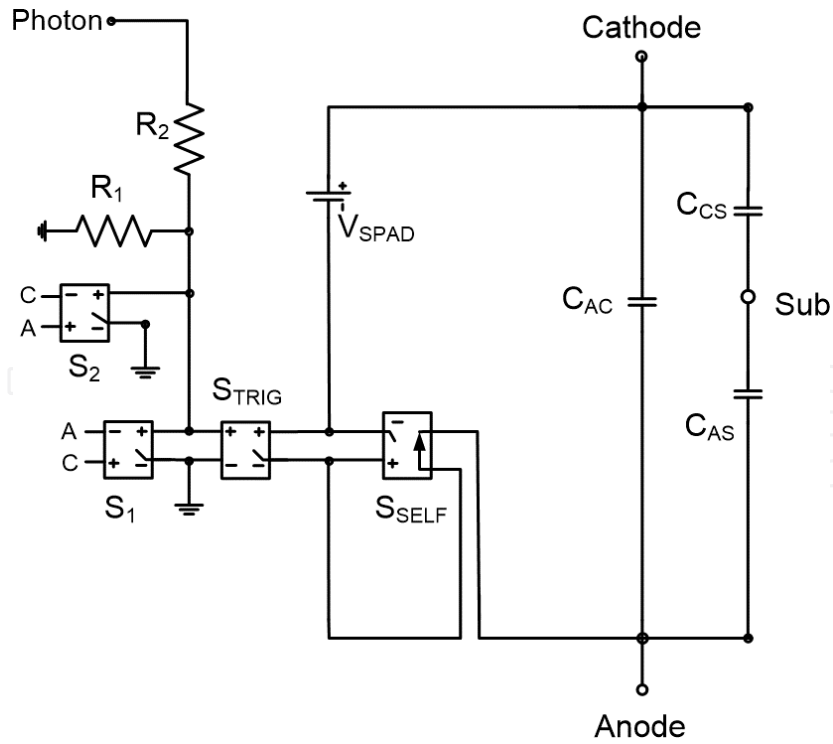 Photon
Cathode
R2
R1
+
-
VSPAD
CCS
CAC
Sub
C - +
A + -
S2
STRIG
CAS
A - + + + -
C + - - - +
S1
SSELF
Anode